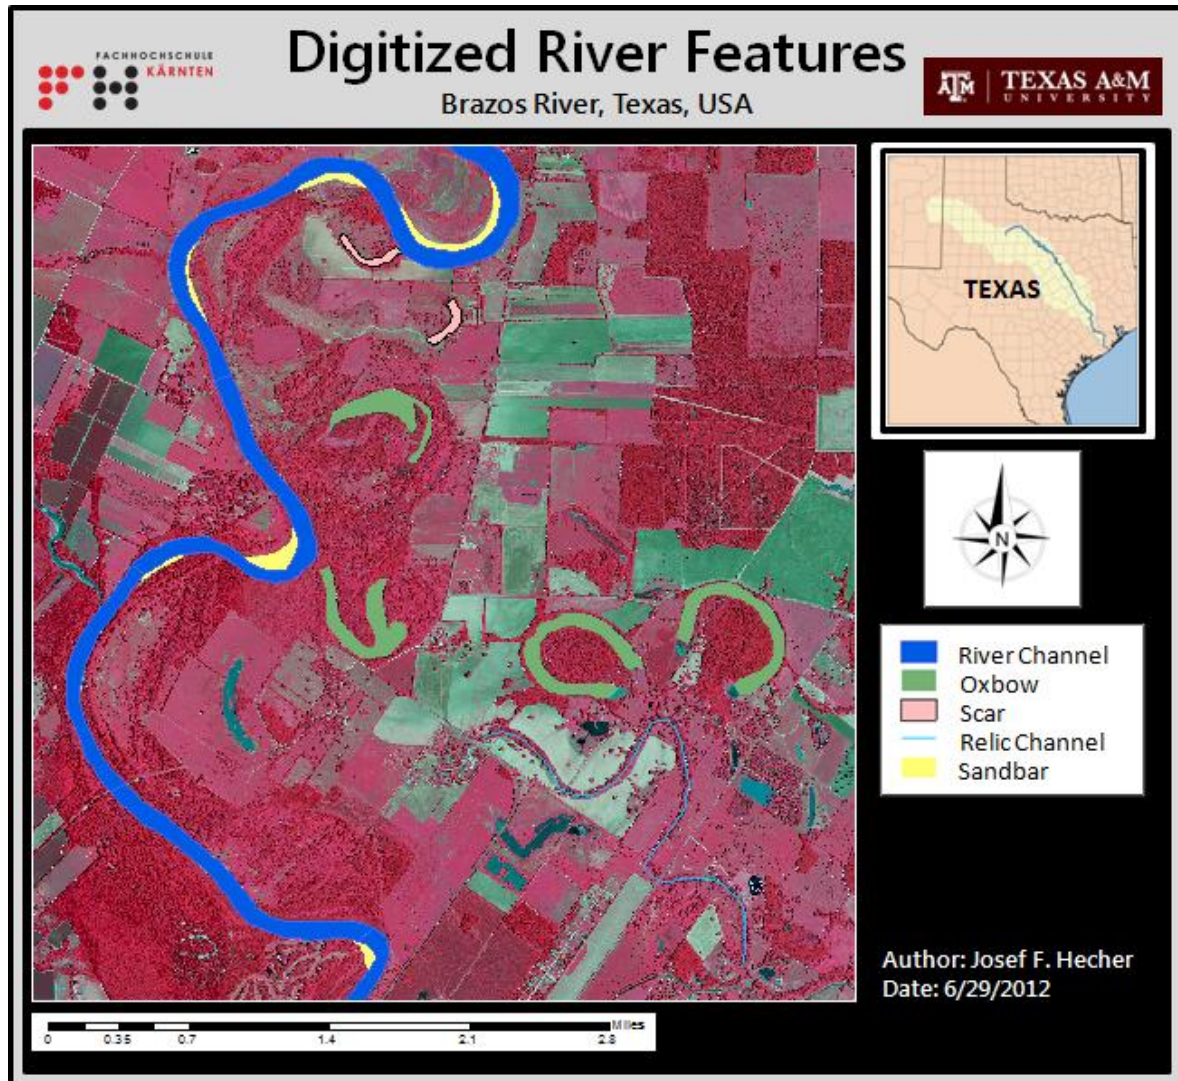 FACHHOCHSCHULE
KÄRNTEN
Digitized River Features
Brazos River, Texas, USA
ATM
TEXAS A&M
UNIVERSITY
TEXAS
N
River Channel
Oxbow
Scar
Relic Channel
Sandbar
Author: Josef F. Hecher
Date: 6/29/2012
Miles
0 0.35 0.7 1.4 2.1 2.8